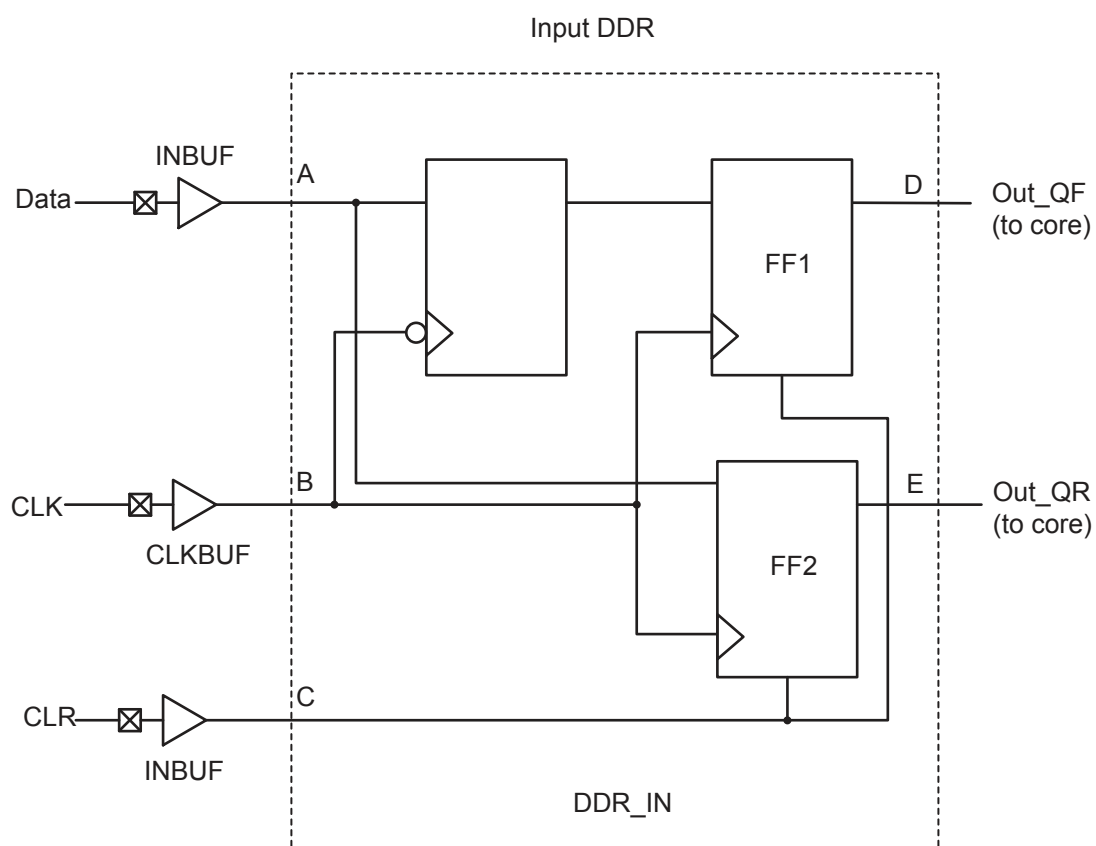 Input DDR
INBUF
A
Data
D
Out_QF
(to core)
FF1
B
CLK
E
Out_QR
(to core)
CLKBUF
FF2
C
CLR
INBUF
DDR_IN